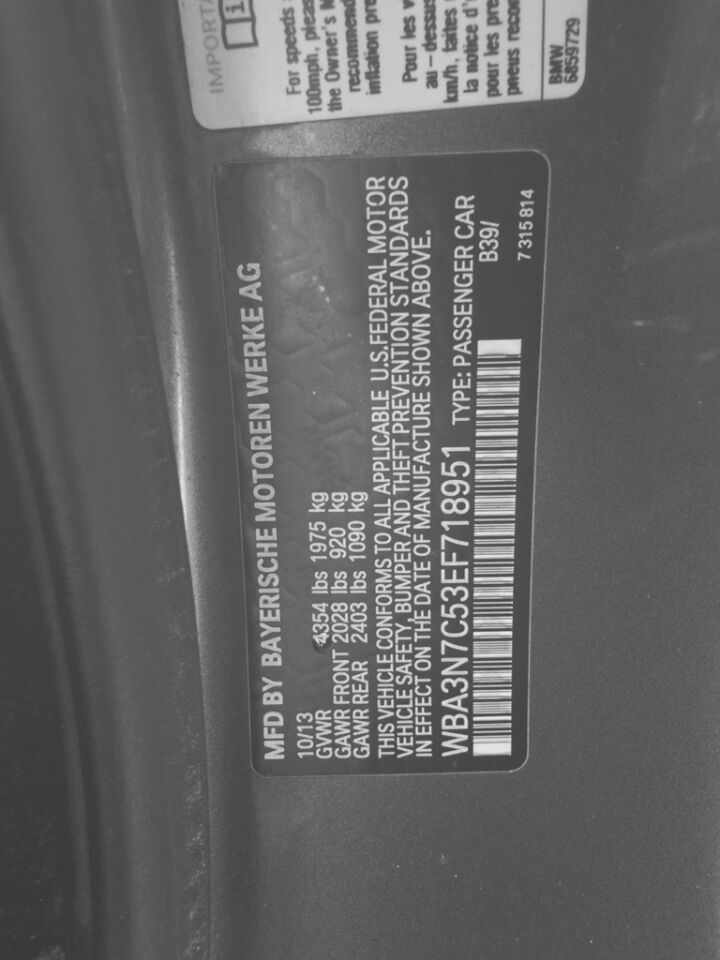 IMPORTA
i
For speeds
100mph, pleas
the Owner's M
recommend
inflation pre
Pour les v
au-dessus
km/h, faites
la notice d'
pour les pre
pneus recom
BMW
6859729
MFD BY BAYERISCHE MOTOREN WERKE AG
10/13
GVWR 4354 lbs 1975 kg
GAWR FRONT 2028 lbs 920 kg
GAWR REAR 2403 lbs 1090 kg
THIS VEHICLE CONFORMS TO ALL APPLICABLE U.S.FEDERAL MOTOR
VEHICLE SAFETY, BUMPER AND THEFT PREVENTION STANDARDS
IN EFFECT ON THE DATE OF MANUFACTURE SHOWN ABOVE.
WBA3N7C53EF718951 TYPE: PASSENGER CAR
B39/
7315814